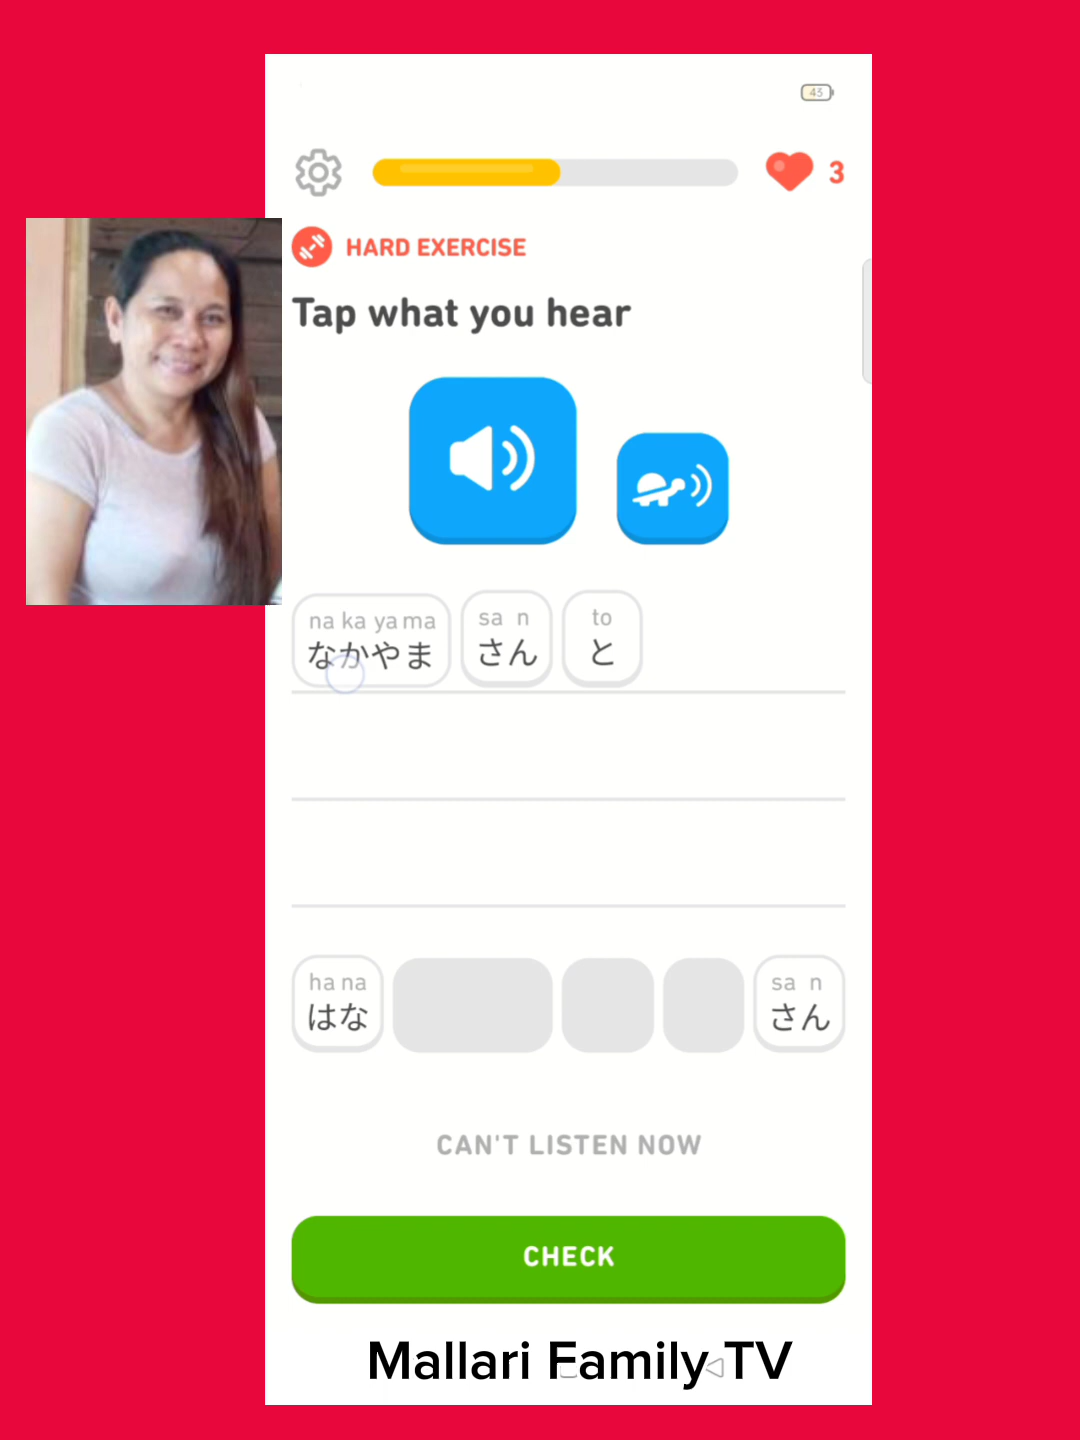 43
3
HARD EXERCISE
Tap what you hear
na ka ya ma sa n to
なかやま さん と
ha na sa n
はな さん
CAN'T LISTEN NOW
CHECK
Mallari Family TV